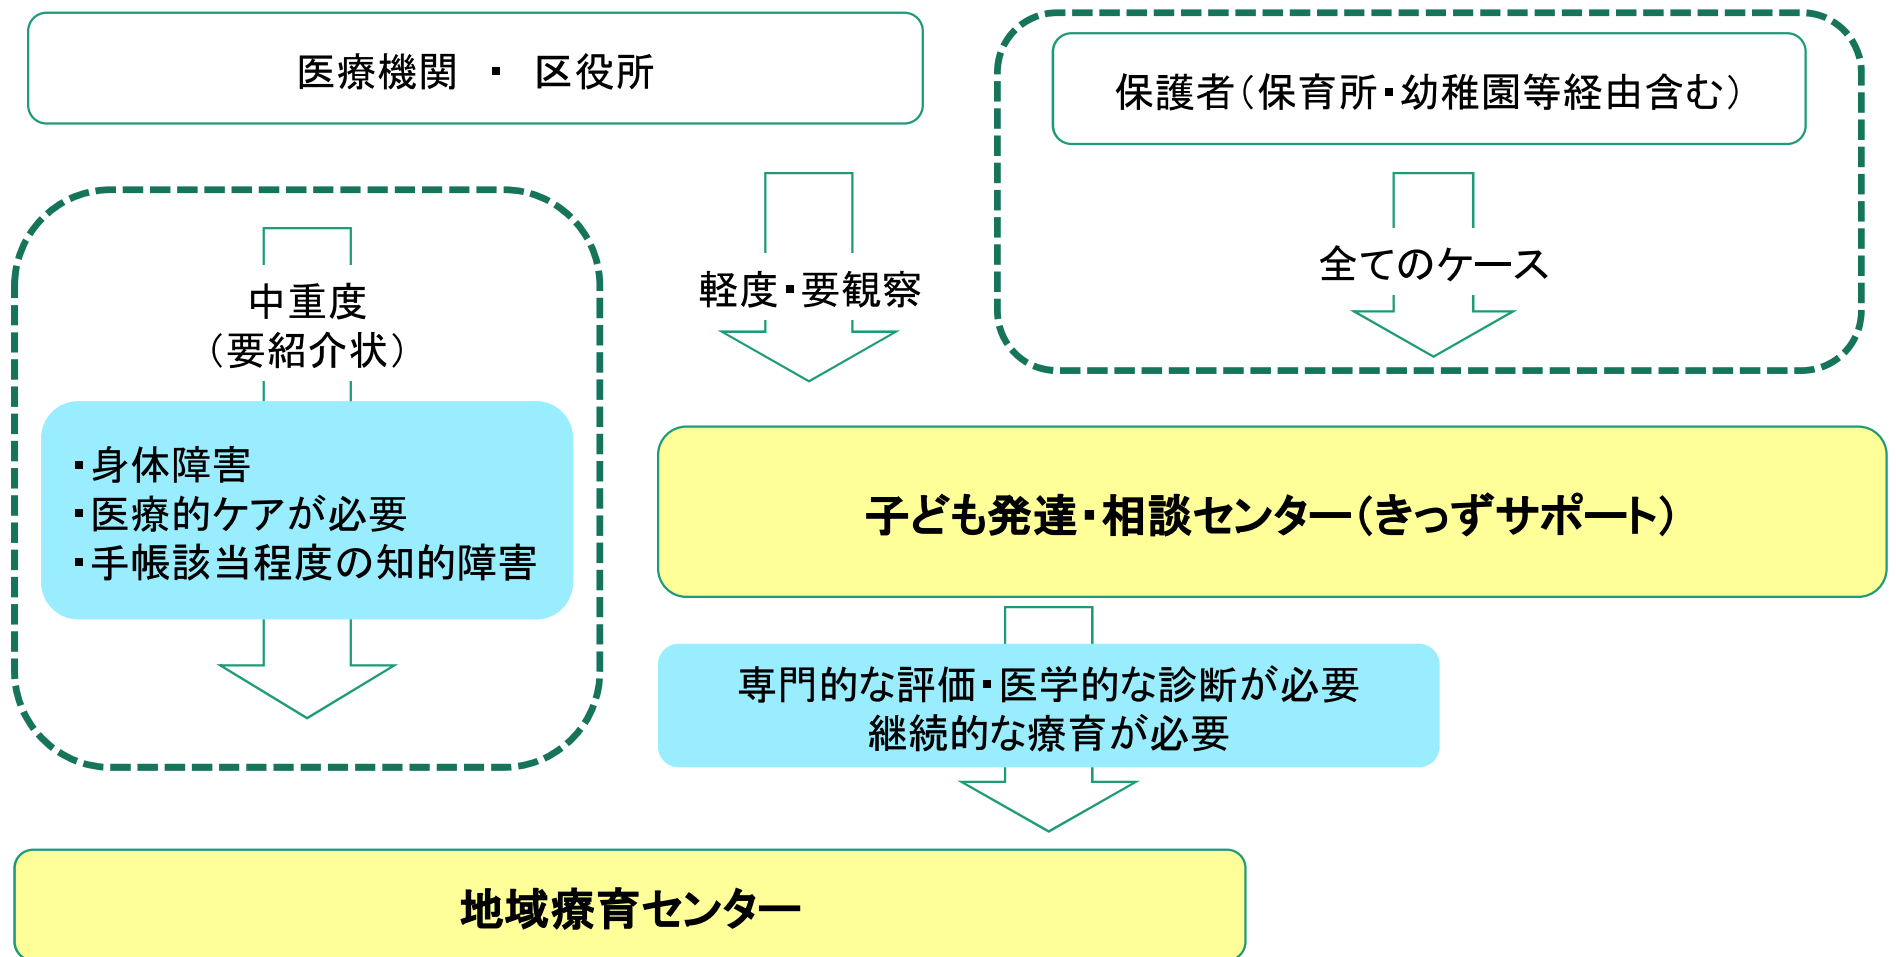 医療機関　・　区役所
保護者（保育所・幼稚園等経由含む）
中重度
（要紹介状）
軽度・要観察
全てのケース
・身体障害
・医療的ケアが必要
・手帳該当程度の知的障害
子ども発達・相談センター（きっずサポート）
専門的な評価・医学的な診断が必要
継続的な療育が必要
地域療育センター